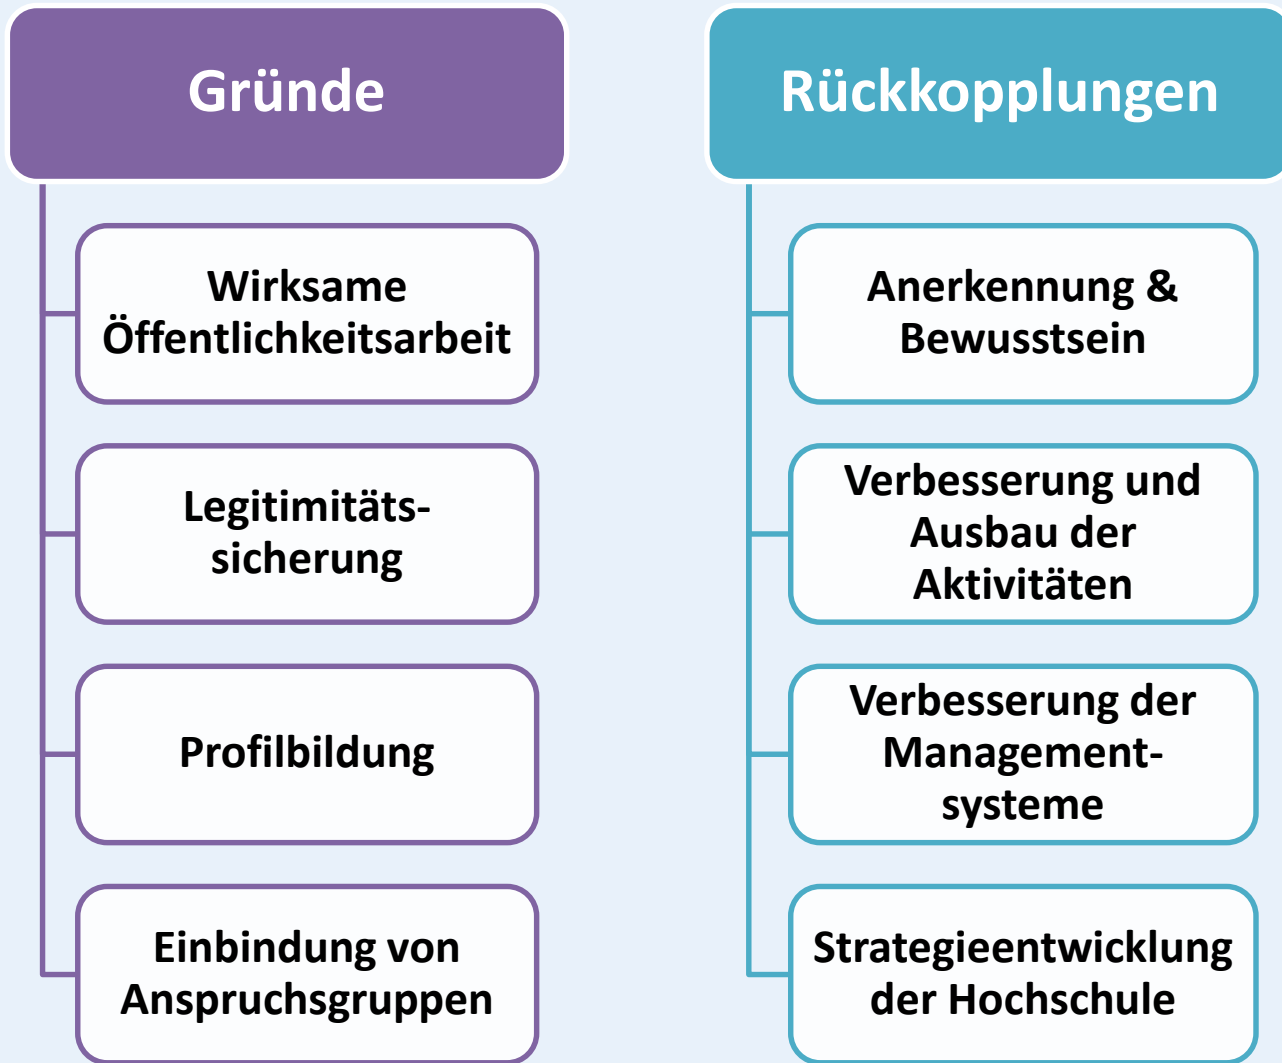 Gründe
Wirksame
Öffentlichkeitsarbeit
Legitimitäts-
sicherung
Profilbildung
Einbindung von
Anspruchsgruppen
Rückkopplungen
Anerkennung &
Bewusstsein
Verbesserung und
Ausbau der
Aktivitäten
Verbesserung der
Management-
systeme
Strategieentwicklung
der Hochschule